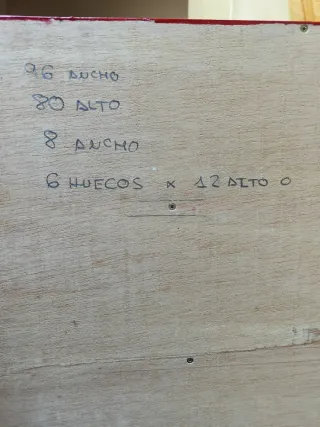 96 ANCHO
80 ALTO
8 ANCHO
6 HUECOS x 12 ALTO O